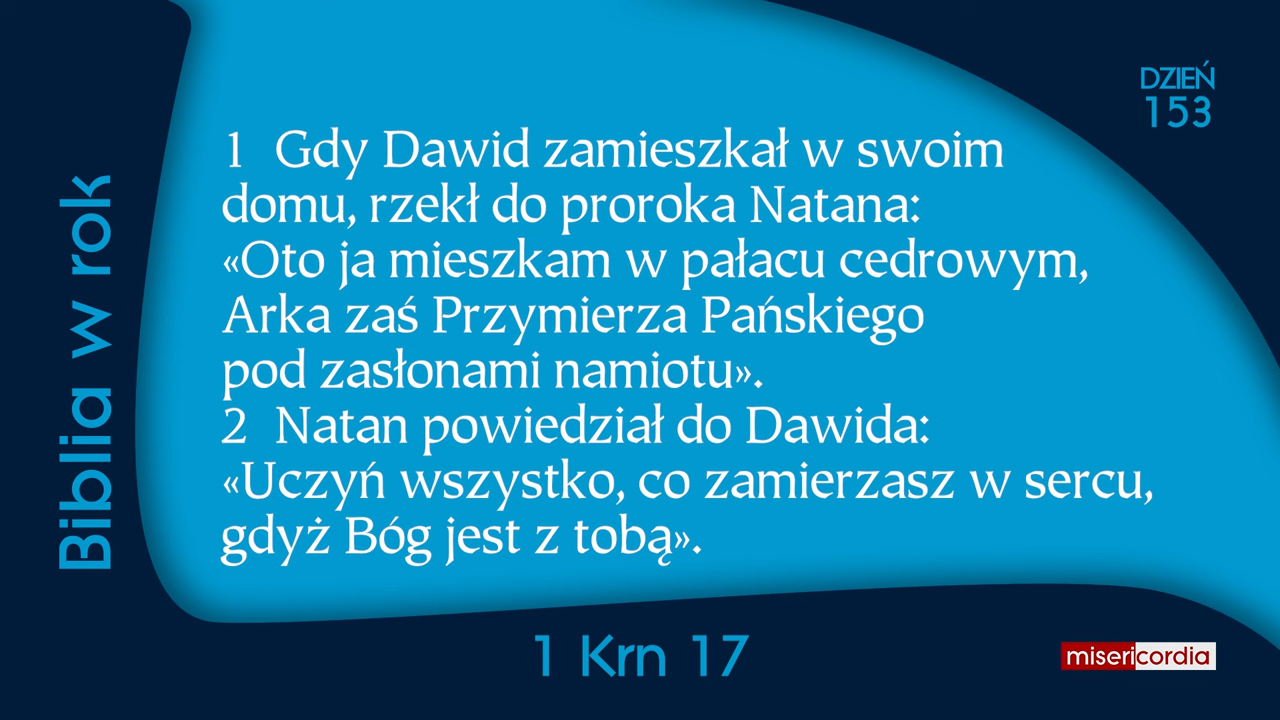 DZIEŃ
153
1 Gdy Dawid zamieszkał w swoim
domu, rzekł do proroka Natana:
«Oto ja mieszkam w pałacu cedrowym,
Arka zaś Przymierza Pańskiego
pod zasłonami namiotu».
2 Natan powiedział do Dawida:
«Uczyń wszystko, co zamierzasz w sercu,
gdyż Bóg jest z tobą».
Biblia w rok
1 Krn 17
misericordia